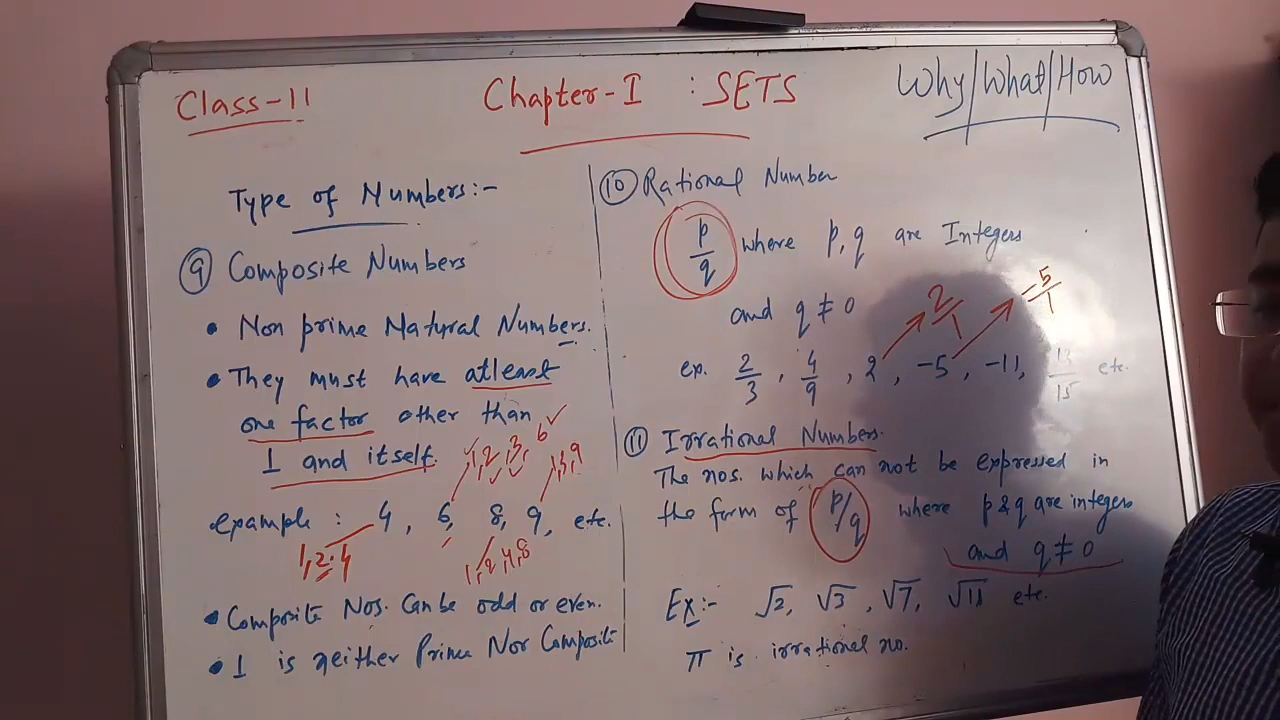 Class-11
Chapter-I : SETS
Why/What/How
Type of Numbers:-
⑨ Composite Numbers
• Non prime Natural Numbers.
• They must have atleast
one factor other than
1 and itself.
1, 2, 3, 6
1, 3, 9
example : 4, 6, 8, 9, etc.
1, 2, 4
1, 2, 4, 8
• Composite Nos. Can be odd or even.
• 1 is neither Prime Nor Composite
⑩ Rational Number
p/q where p, q are Integers
and q ≠ 0
2/1
-5/1
ex. 2/3, 4/9, 2, -5, -11, 13/15 etc.
⑪ Irrational Numbers.
The nos. which can not be expressed in
the form of p/q where p & q are integers
and q ≠ 0
Ex:- √2, √3, √7, √11 etc.
π is irrational no.